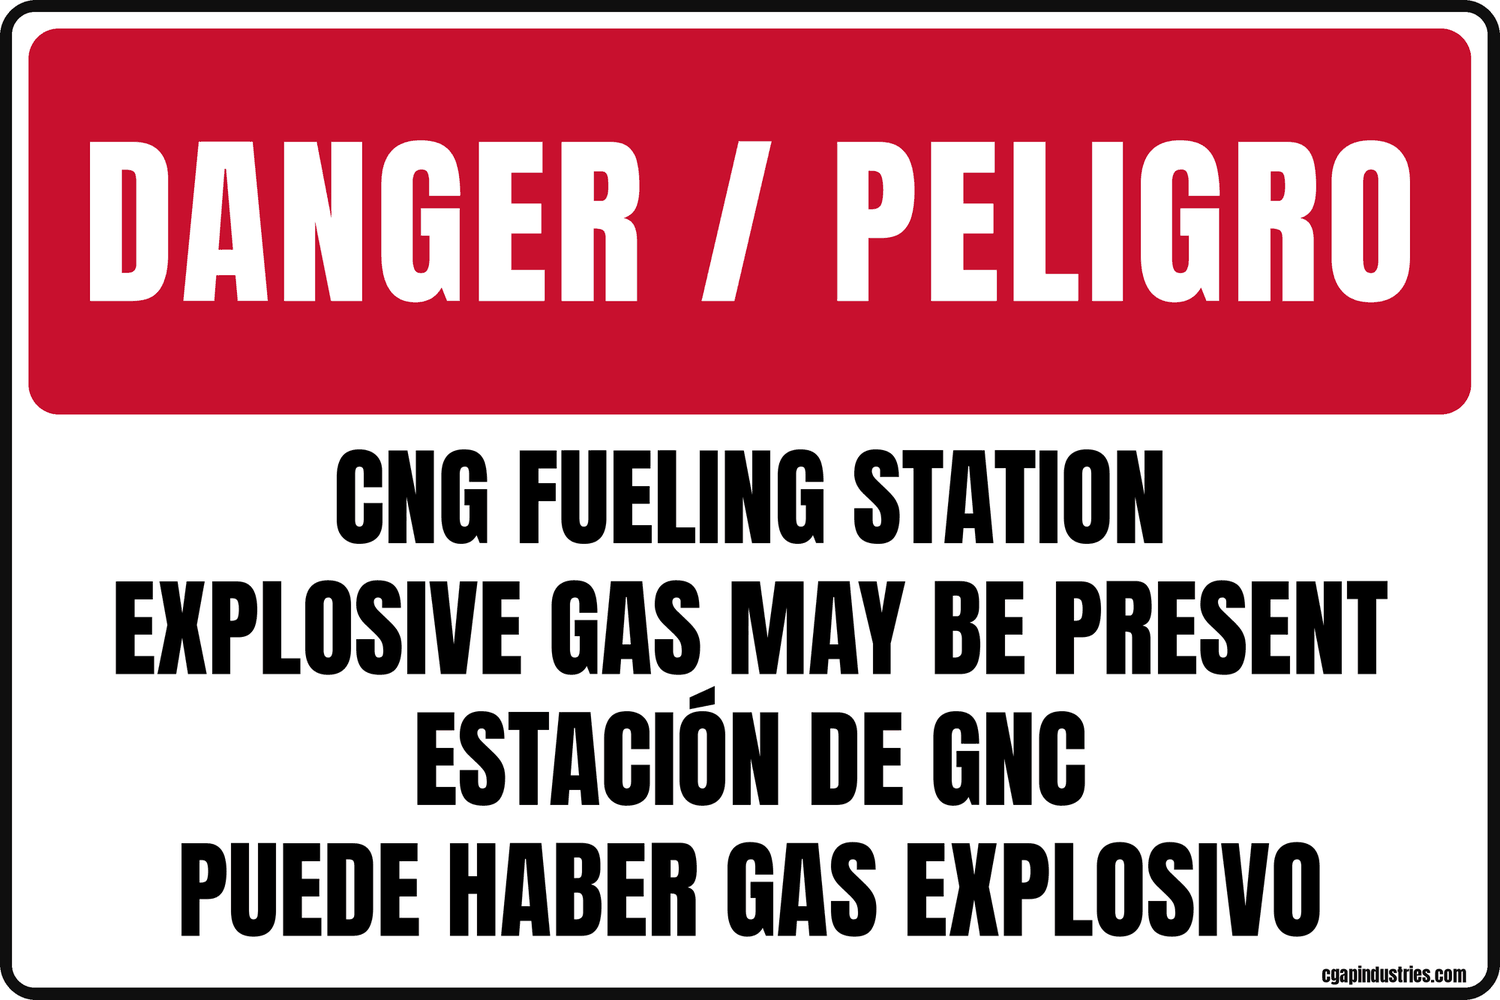 DANGER / PELIGRO
CNG FUELING STATION
EXPLOSIVE GAS MAY BE PRESENT
ESTACIÓN DE GNC
PUEDE HABER GAS EXPLOSIVO
cgapindustries.com